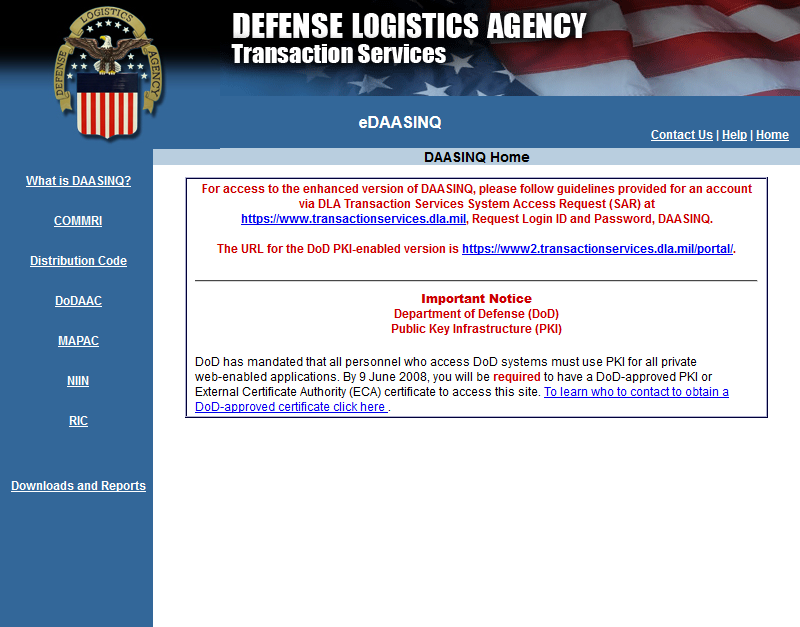 DEFENSE LOGISTICS AGENCY
Transaction Services
DEFENSE LOGISTICS AGENCY
eDAASINQ
Contact Us | Help | Home
DAASINQ Home
What is DAASINQ?
COMMRI
Distribution Code
DoDAAC
MAPAC
NIIN
RIC
Downloads and Reports
For access to the enhanced version of DAASINQ, please follow guidelines provided for an account
via DLA Transaction Services System Access Request (SAR) at
https://www.transactionservices.dla.mil, Request Login ID and Password, DAASINQ.
The URL for the DoD PKI-enabled version is https://www2.transactionservices.dla.mil/portal/.
Important Notice
Department of Defense (DoD)
Public Key Infrastructure (PKI)
DoD has mandated that all personnel who access DoD systems must use PKI for all private
web-enabled applications. By 9 June 2008, you will be required to have a DoD-approved PKI or
External Certificate Authority (ECA) certificate to access this site. To learn who to contact to obtain a
DoD-approved certificate click here .